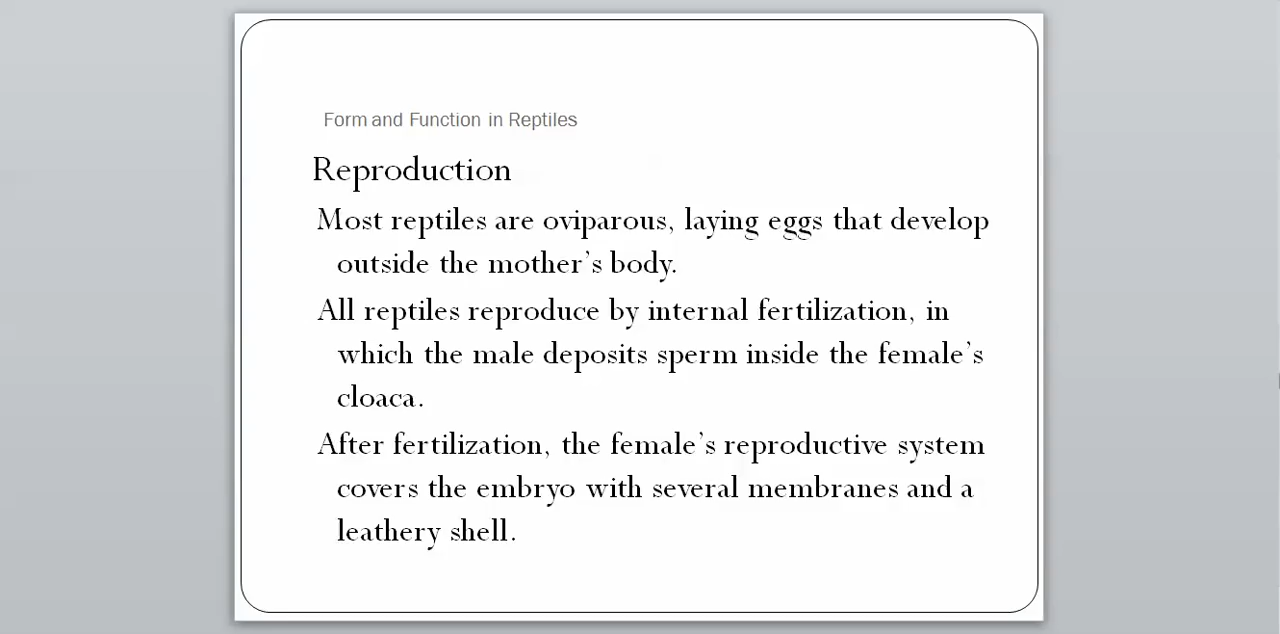 Form and Function in Reptiles
Reproduction
Most reptiles are oviparous, laying eggs that develop
outside the mother’s body.
All reptiles reproduce by internal fertilization, in
which the male deposits sperm inside the female’s
cloaca.
After fertilization, the female’s reproductive system
covers the embryo with several membranes and a
leathery shell.